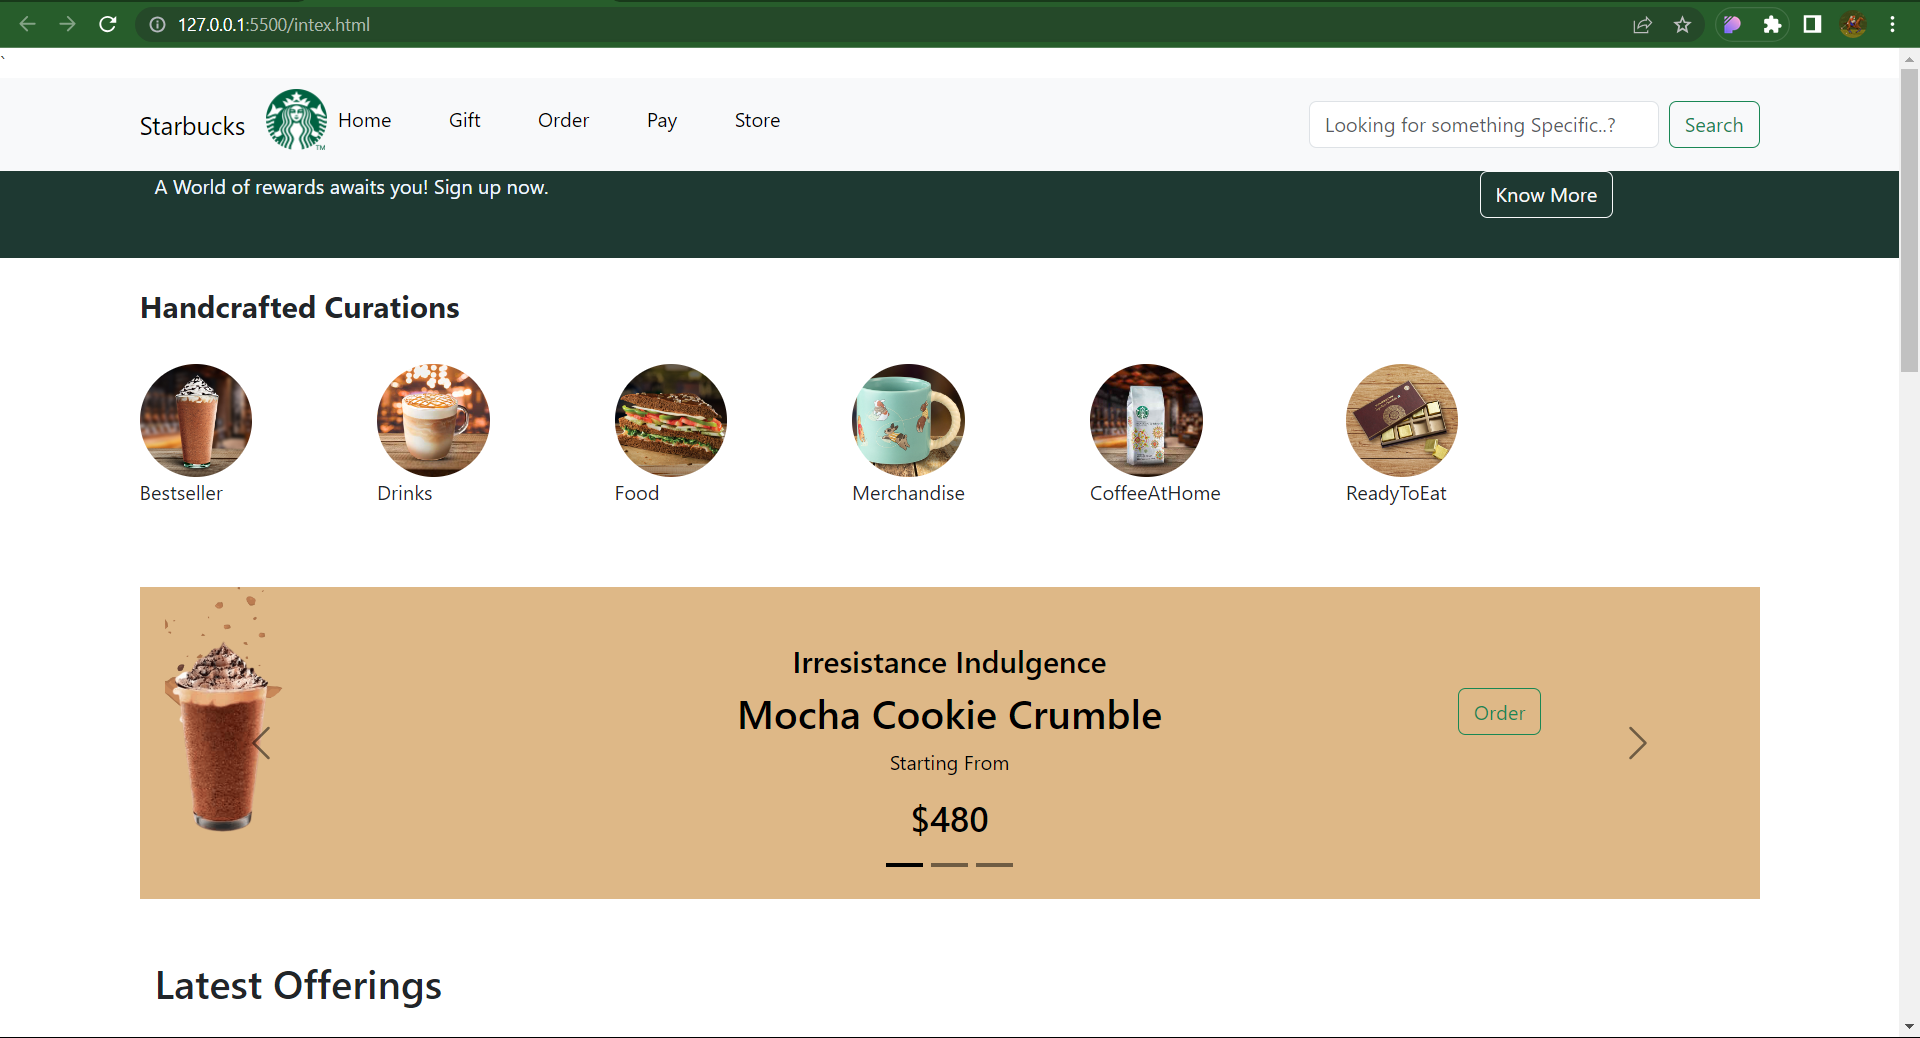 127.0.0.1:5500/intex.html
`
Starbucks Home Gift Order Pay Store Looking for something Specific..? Search
TM
A World of rewards awaits you! Sign up now. Know More
Handcrafted Curations
Bestseller Drinks Food Merchandise CoffeeAtHome ReadyToEat
Irresistance Indulgence
Mocha Cookie Crumble
Order
Starting From
$480
Latest Offerings